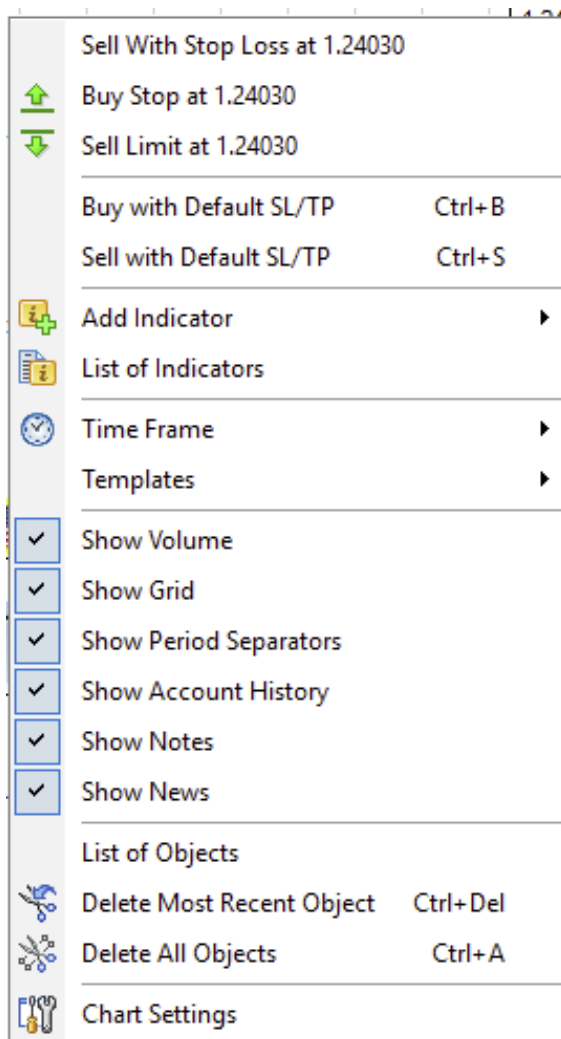 Sell With Stop Loss at 1.24030
Buy Stop at 1.24030
Sell Limit at 1.24030
Buy with Default SL/TP Ctrl+B
Sell with Default SL/TP Ctrl+S
Add Indicator
List of Indicators
Time Frame
Templates
Show Volume
Show Grid
Show Period Separators
Show Account History
Show Notes
Show News
List of Objects
Delete Most Recent Object Ctrl+Del
Delete All Objects Ctrl+A
Chart Settings